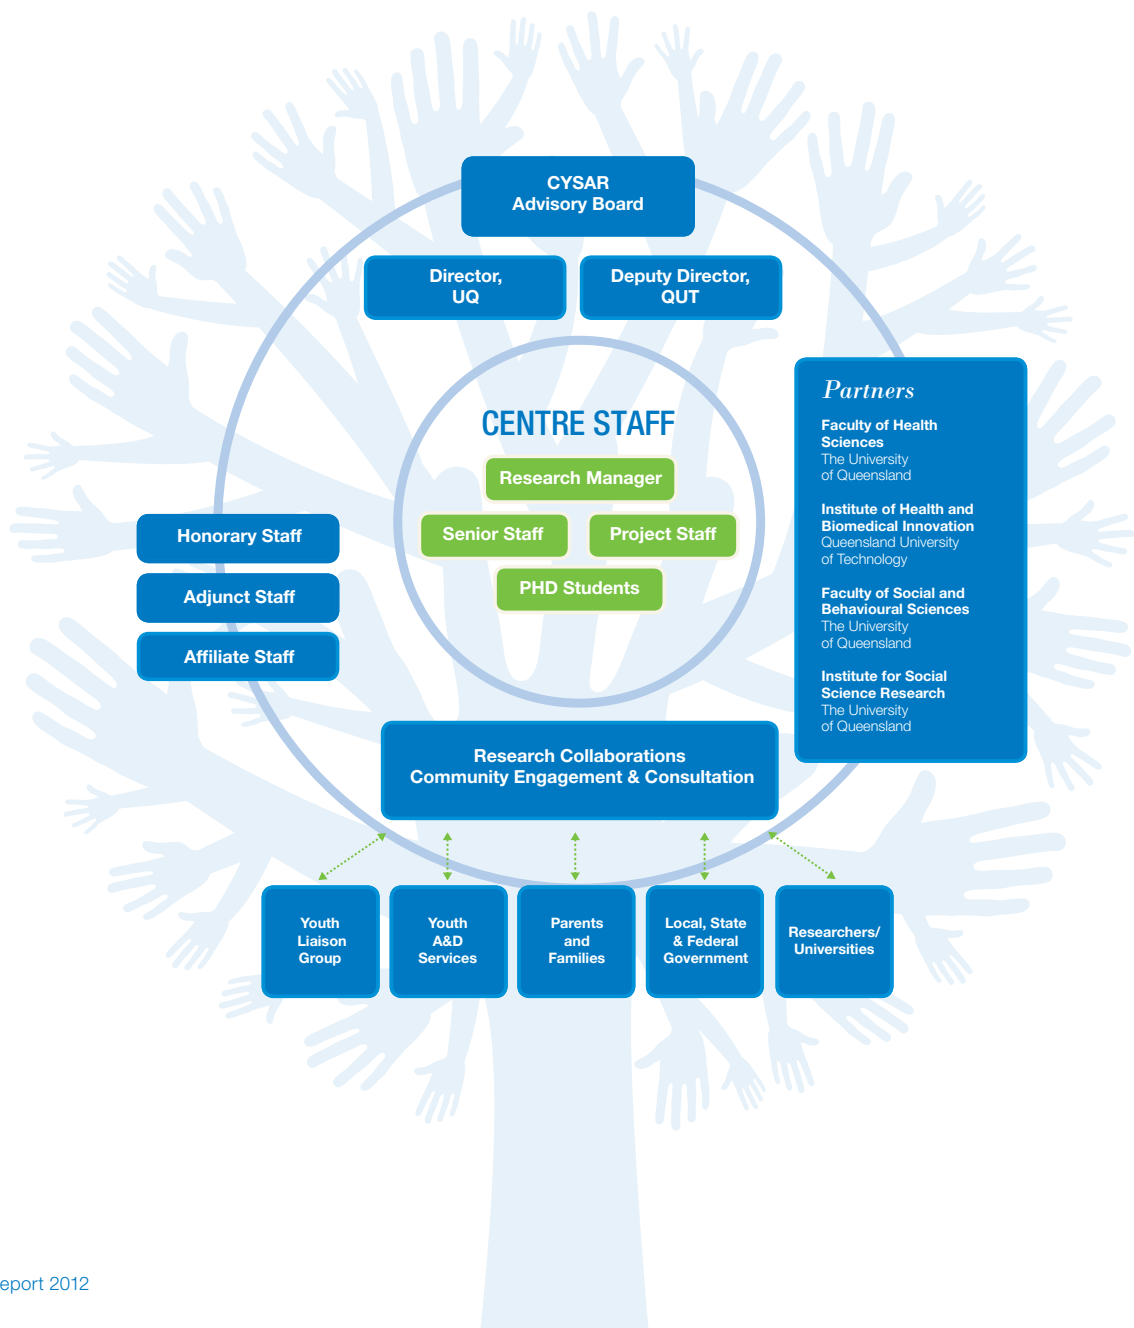 CYSAR
Advisory Board
Director,
UQ
Deputy Director,
QUT
CENTRE STAFF
Research Manager
Senior Staff
Project Staff
PHD Students
Honorary Staff
Adjunct Staff
Affiliate Staff
Partners
Faculty of Health
Sciences
The University
of Queensland
Institute of Health and
Biomedical Innovation
Queensland University
of Technology
Faculty of Social and
Behavioural Sciences
The University
of Queensland
Institute for Social
Science Research
The University
of Queensland
Research Collaborations
Community Engagement & Consultation
Youth
Liaison
Group
Youth
A&D
Services
Parents
and
Families
Local, State
& Federal
Government
Researchers/
Universities
eport 2012